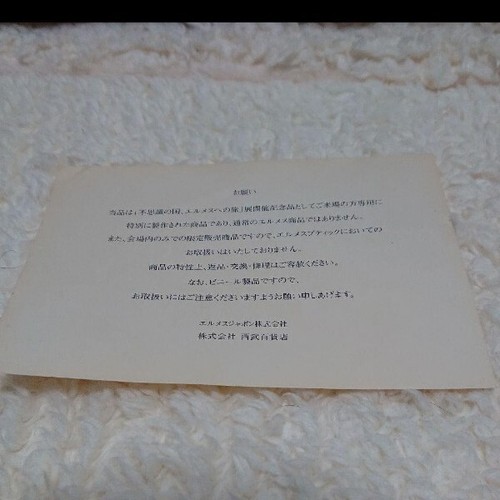 お願い
当品は「不思議の国、エルメスへの旅」展開催記念品としてご来場の方専用に
特別に製作された商品であり、通常のエルメス商品ではありません。
また、会場内のみでの限定販売商品ですので、エルメスブティックにおいての
お取扱いはいたしておりません。
商品の特性上、返品・交換・修理はご容赦ください。
なお、ビニール製品ですので、
お取扱いにはご注意くださいますようお願い申しあげます。
エルメスジャポン株式会社
株式会社 西武百貨店